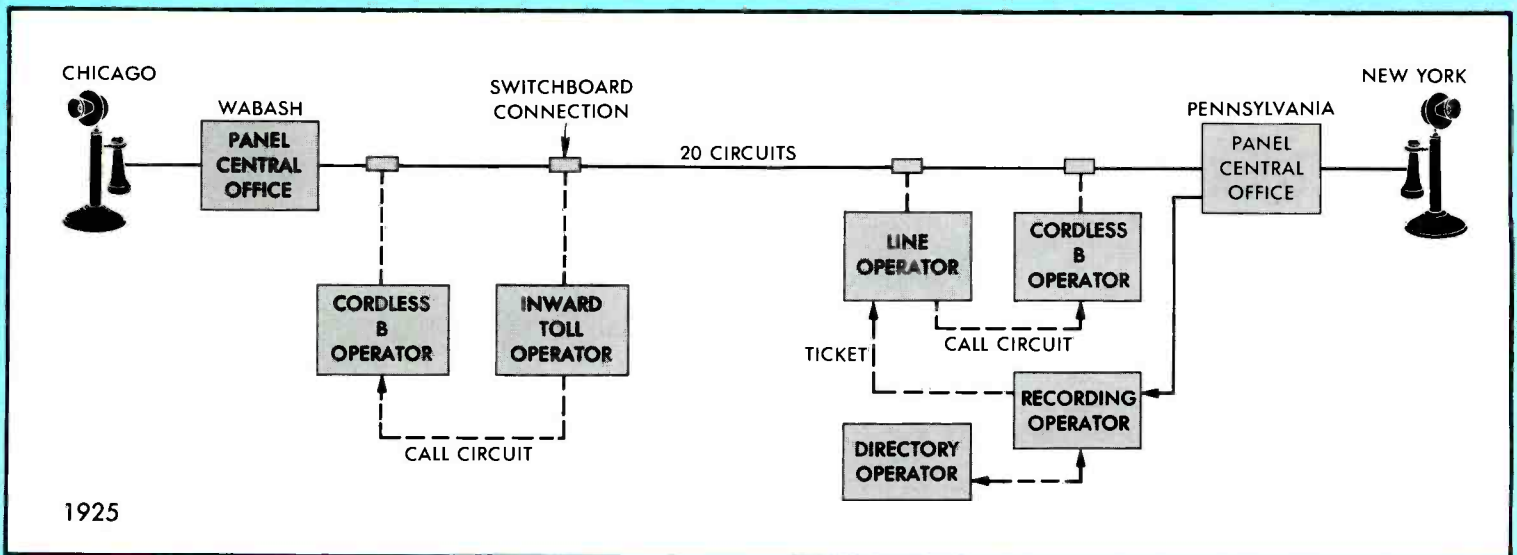 CHICAGO
WABASH
PANEL
CENTRAL
OFFICE
SWITCHBOARD
CONNECTION
20 CIRCUITS
PENNSYLVANIA
PANEL
CENTRAL
OFFICE
NEW YORK
CORDLESS
B
OPERATOR
INWARD
TOLL
OPERATOR
CALL CIRCUIT
LINE
OPERATOR
CORDLESS
B
OPERATOR
TICKET
CALL CIRCUIT
RECORDING
OPERATOR
DIRECTORY
OPERATOR
1925